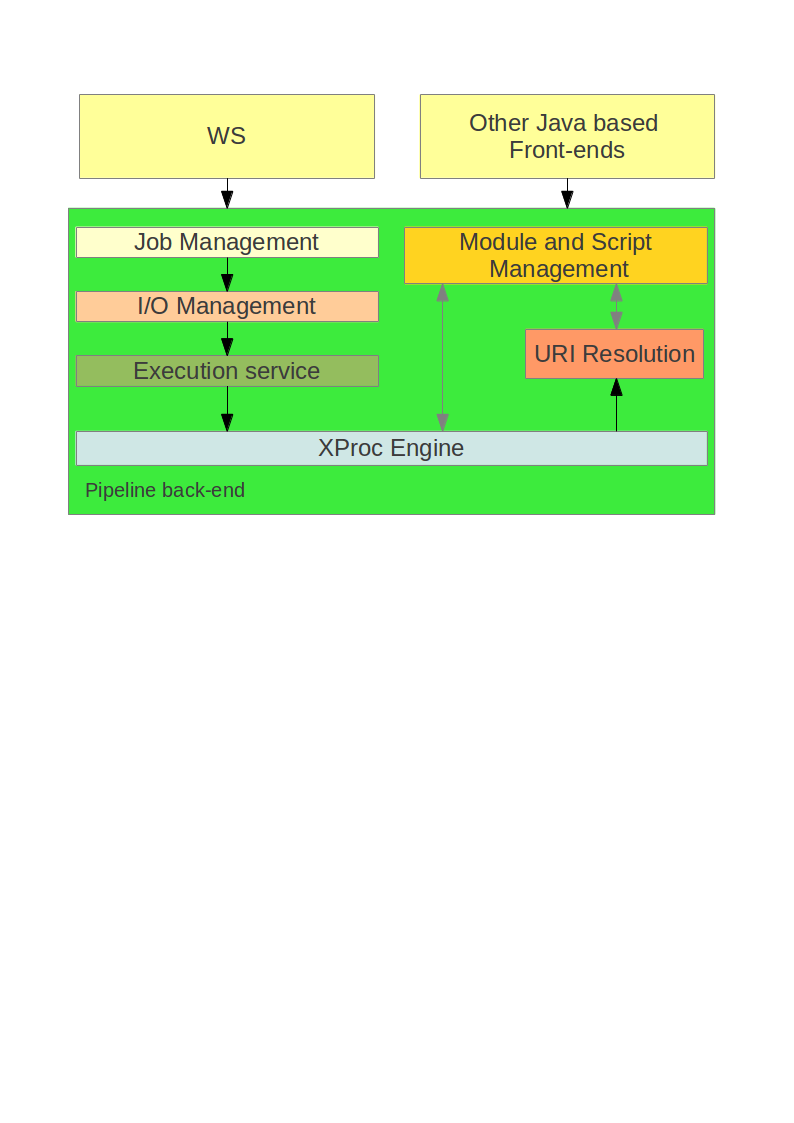 WS
Other Java based
Front-ends
Job Management
Module and Script
Management
I/O Management
URI Resolution
Execution service
XProc Engine
Pipeline back-end